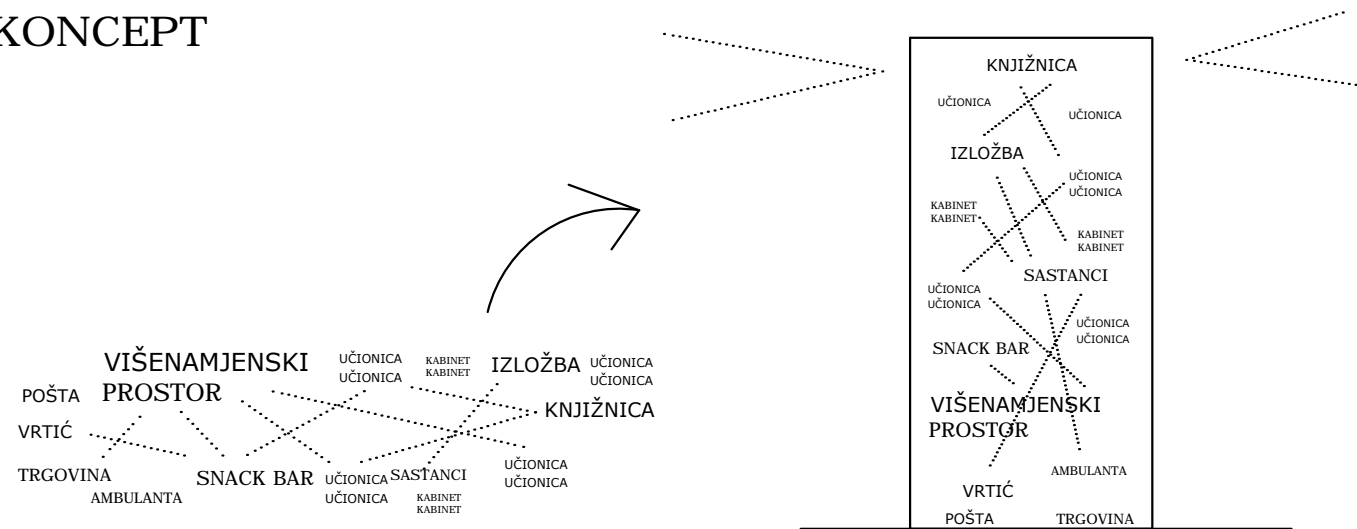 KONCEPT
VIŠENAMJENSKI
PROSTOR
POŠTA
VRTIĆ
TRGOVINA
AMBULANTA
SNACK BAR
UČIONICA
UČIONICA
KABINET
KABINET
IZLOŽBA
UČIONICA
UČIONICA
KNJIŽNICA
UČIONICA
UČIONICA
SASTANCI
KABINET
KABINET
UČIONICA
UČIONICA
KNJIŽNICA
UČIONICA
UČIONICA
IZLOŽBA
UČIONICA
UČIONICA
KABINET
KABINET
KABINET
KABINET
SASTANCI
UČIONICA
UČIONICA
UČIONICA
UČIONICA
SNACK BAR
VIŠENAMJENSKI
PROSTOR
AMBULANTA
VRTIĆ
POŠTA
TRGOVINA